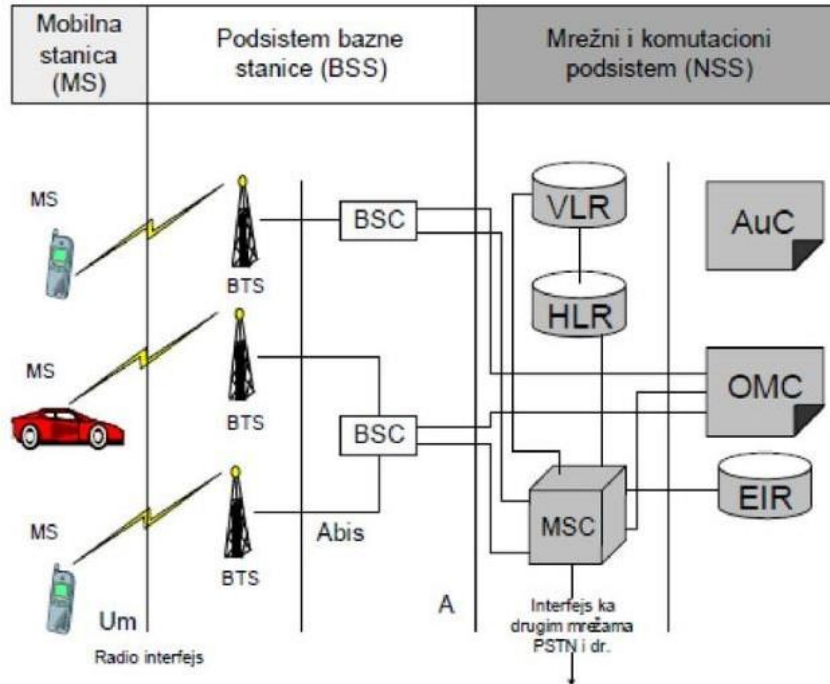 Mobilna
stanica
(MS)
Podsistem bazne
stanice (BSS)
Mrežni i komutacioni
podsistem (NSS)
MS
BTS
BSC
VLR
AuC
HLR
MS
BTS
BSC
OMC
MS
BTS
Abis
MSC
EIR
Um
A
Radio interfejs
Interfejs ka
drugim mrežama
PSTN i dr.